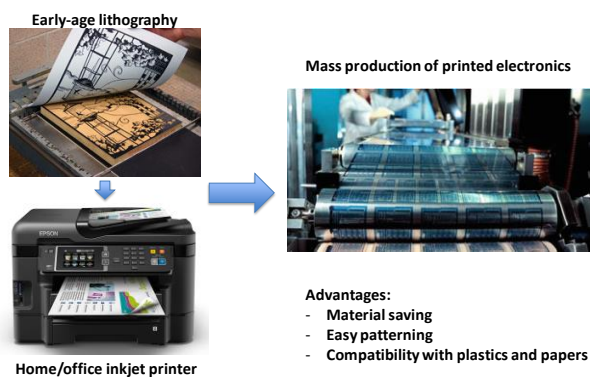 Early-age lithography
Mass production of printed electronics
EPSON
Home/office inkjet printer
Advantages:
- Material saving
- Easy patterning
- Compatibility with plastics and papers